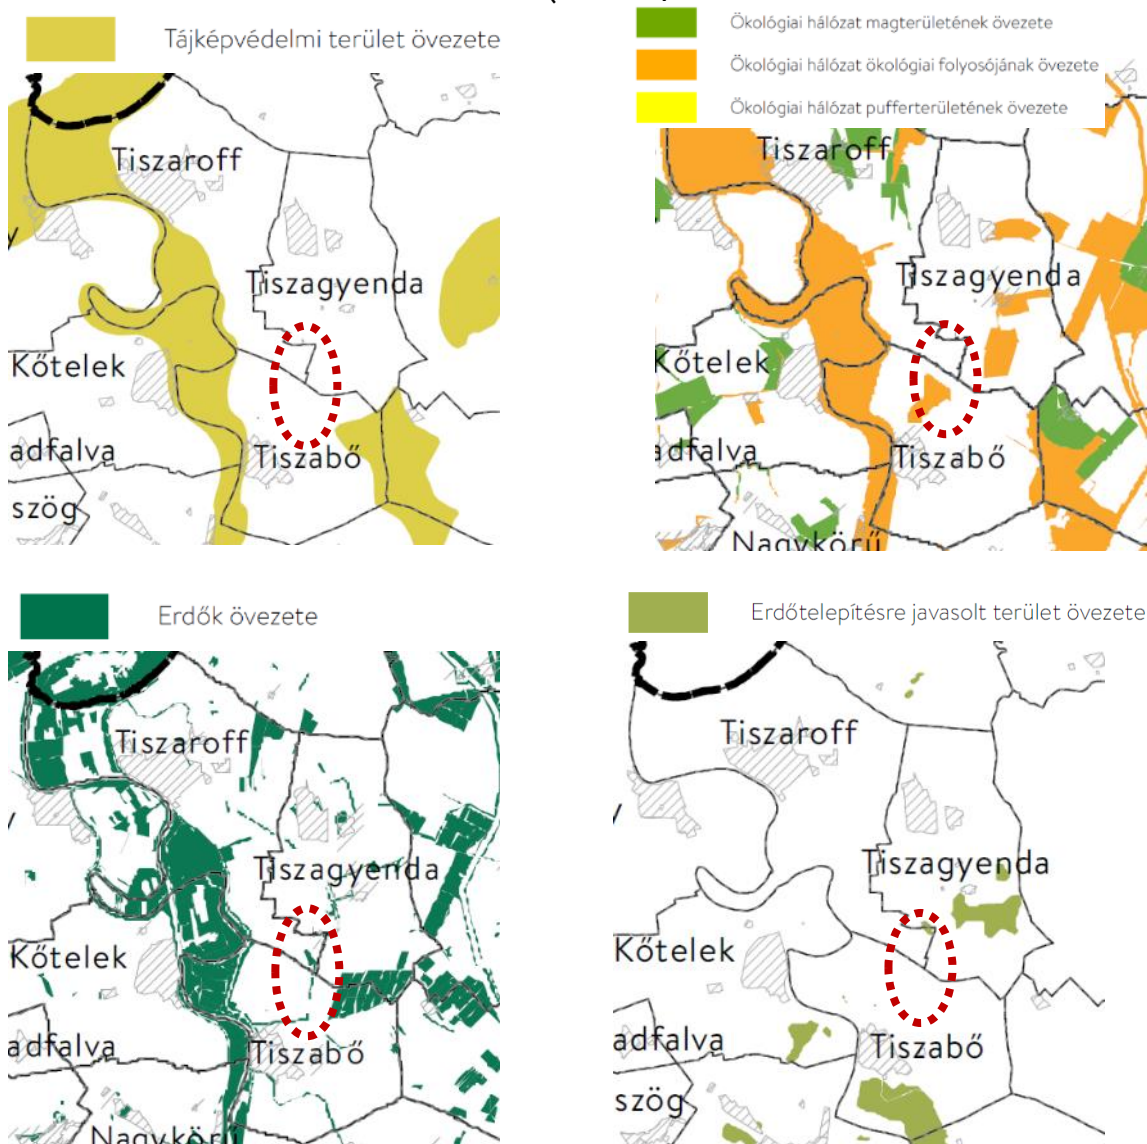 Tájképvédelmi terület övezete
Tiszaroff
y
Tiszagyenda
Kőtelek
adfalva
Tiszabő
szög
Ökológiai hálózat magterületének övezete
Ökológiai hálózat ökológiai folyosójának övezete
Ökológiai hálózat pufferterületének övezete
Tiszaroff
Tiszagyenda
Kőtelek
adfalva
Tiszabő
Nagykörű
Erdők övezete
Tiszaroff
y
Tiszagyenda
Kőtelek
adfalva
Tiszabő
Nagykörű
Erdőtelepítésre javasolt terület övezete
Tiszaroff
y
Tiszagyenda
Kőtelek
adfalva
Tiszabő
szög